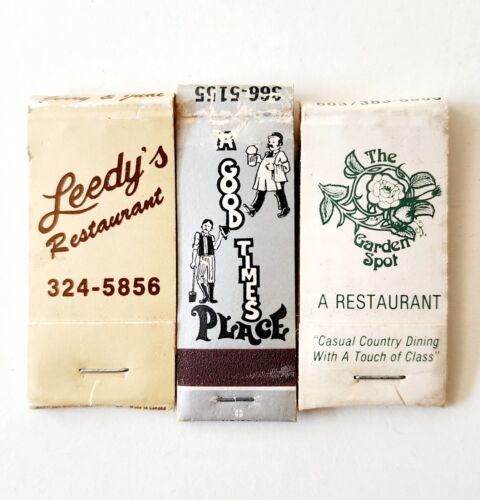 Leedy's
Restaurant
324-5856
366-5155
A
GOOD
TIMES
PLACE
The
Garden
Spot
A RESTAURANT
"Casual Country Dining
With A Touch of Class"